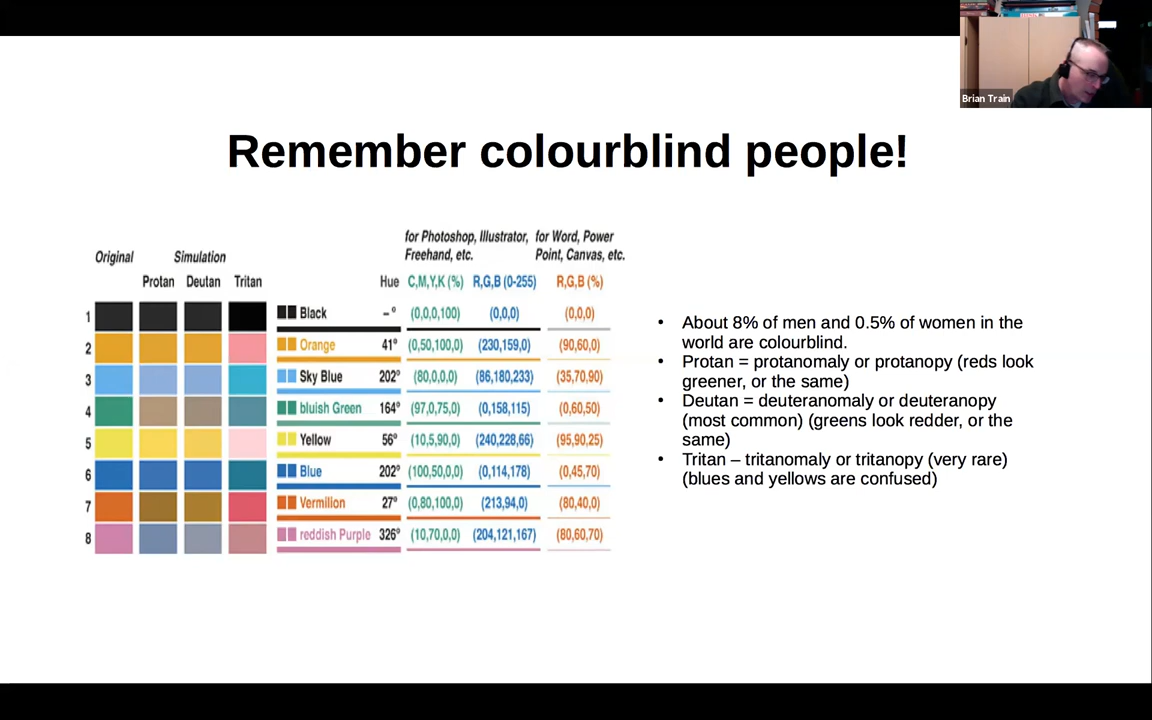 Brian Train
Remember colourblind people!
for Photoshop, Illustrator, for Word, Power
Original Simulation Freehand, etc. Point, Canvas, etc.
Protan Deutan Tritan Hue C,M,Y,K (%) R,G,B (0-255) R,G,B (%)
1 Black – º (0,0,0,100) (0,0,0) (0,0,0)
2 Orange 41º (0,50,100,0) (230,159,0) (90,60,0)
3 Sky Blue 202º (80,0,0,0) (86,180,233) (35,70,90)
4 bluish Green 164º (97,0,75,0) (0,158,115) (0,60,50)
5 Yellow 56º (10,5,90,0) (240,228,66) (95,90,25)
6 Blue 202º (100,50,0,0) (0,114,178) (0,45,70)
7 Vermilion 27º (0,80,100,0) (213,94,0) (80,40,0)
8 reddish Purple 326º (10,70,0,0) (204,121,167) (80,60,70)
• About 8% of men and 0.5% of women in the
world are colourblind.
• Protan = protanomaly or protanopy (reds look
greener, or the same)
• Deutan = deuteranomaly or deuteranopy
(most common) (greens look redder, or the
same)
• Tritan – tritanomaly or tritanopy (very rare)
(blues and yellows are confused)